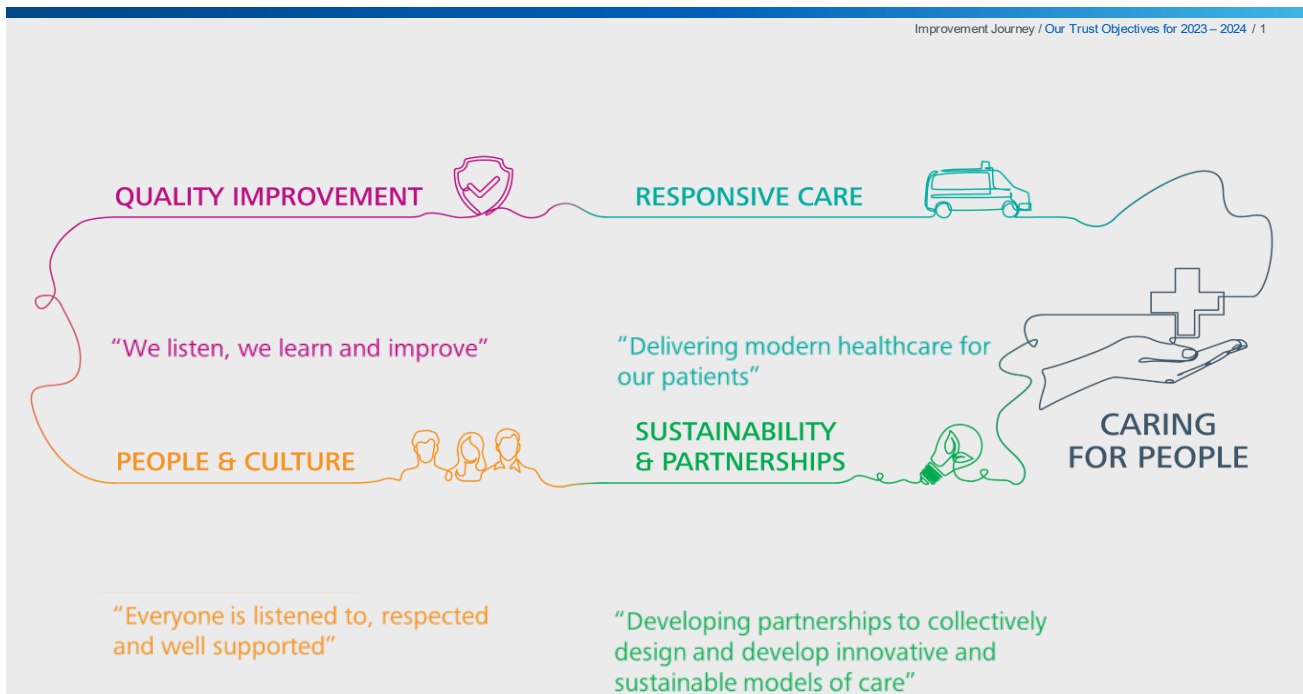 Improvement Journey / Our Trust Objectives for 2023 – 2024 / 1
QUALITY IMPROVEMENT
RESPONSIVE CARE
“We listen, we learn and improve”
“Delivering modern healthcare for
our patients”
PEOPLE & CULTURE
SUSTAINABILITY
& PARTNERSHIPS
CARING
FOR PEOPLE
“Everyone is listened to, respected
and well supported”
“Developing partnerships to collectively
design and develop innovative and
sustainable models of care”